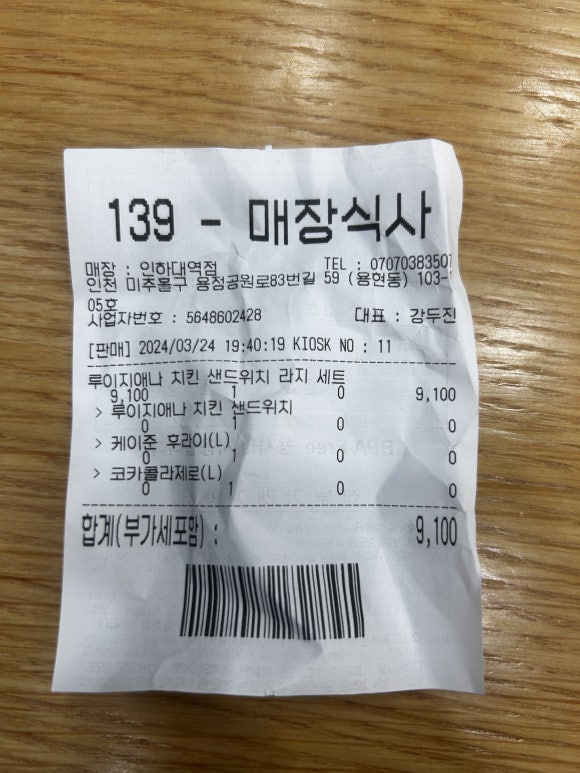 139 - 매장식사
매장 : 인하대역점 TEL : 07070383507
인천 미추홀구 용정공원로83번길 59 (용현동) 103-1
05호
사업자번호 : 5648602428 대표 : 강두진
[판매] 2024/03/24 19:40:19 KIOSK NO : 11
루이지애나 치킨 샌드위치 라지 세트
9,100 1 0 9,100
> 루이지애나 치킨 샌드위치
0 1 0 0
> 케이준 후라이(L)
0 1 0 0
> 코카콜라제로(L)
0 1 0 0
합계(부가세포함) : 9,100